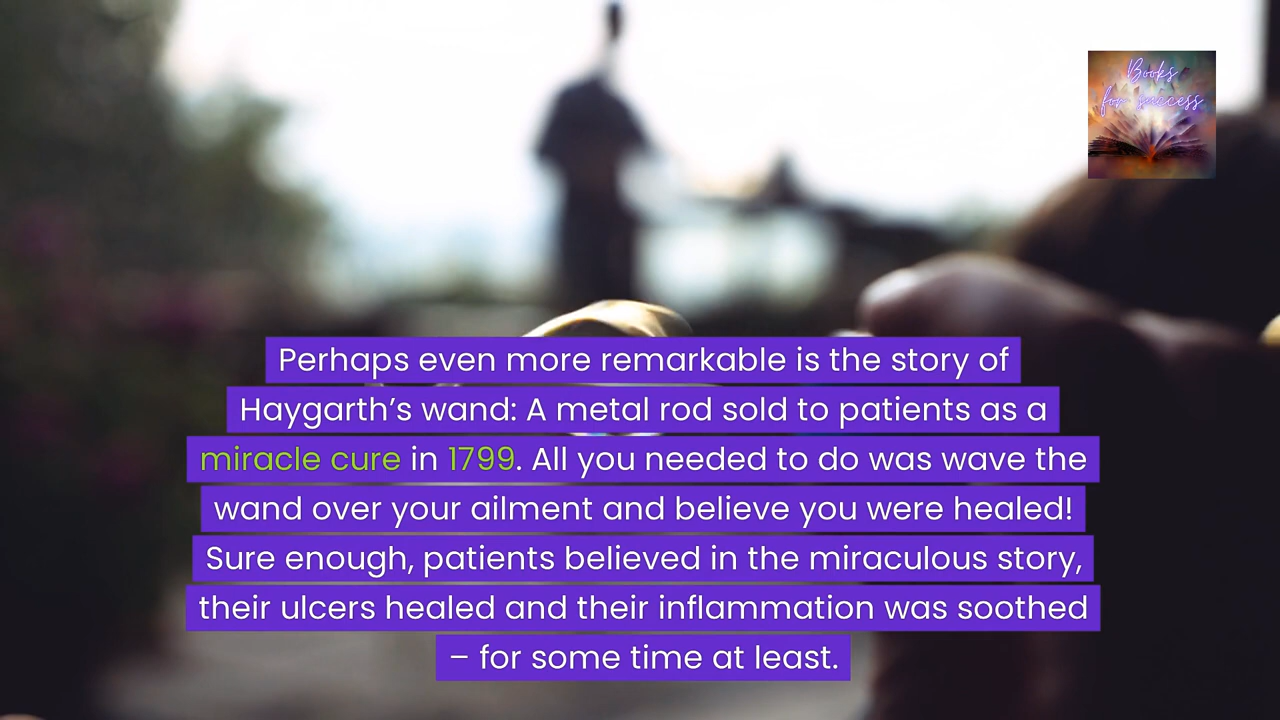 Books
for success
Perhaps even more remarkable is the story of
Haygarth’s wand: A metal rod sold to patients as a
miracle cure in 1799. All you needed to do was wave the
wand over your ailment and believe you were healed!
Sure enough, patients believed in the miraculous story,
their ulcers healed and their inflammation was soothed
– for some time at least.